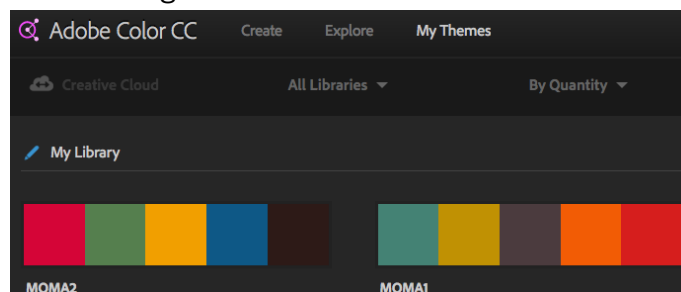 Adobe Color CC Create Explore My Themes
Creative Cloud All Libraries By Quantity
My Library
MOMA2 MOMA1